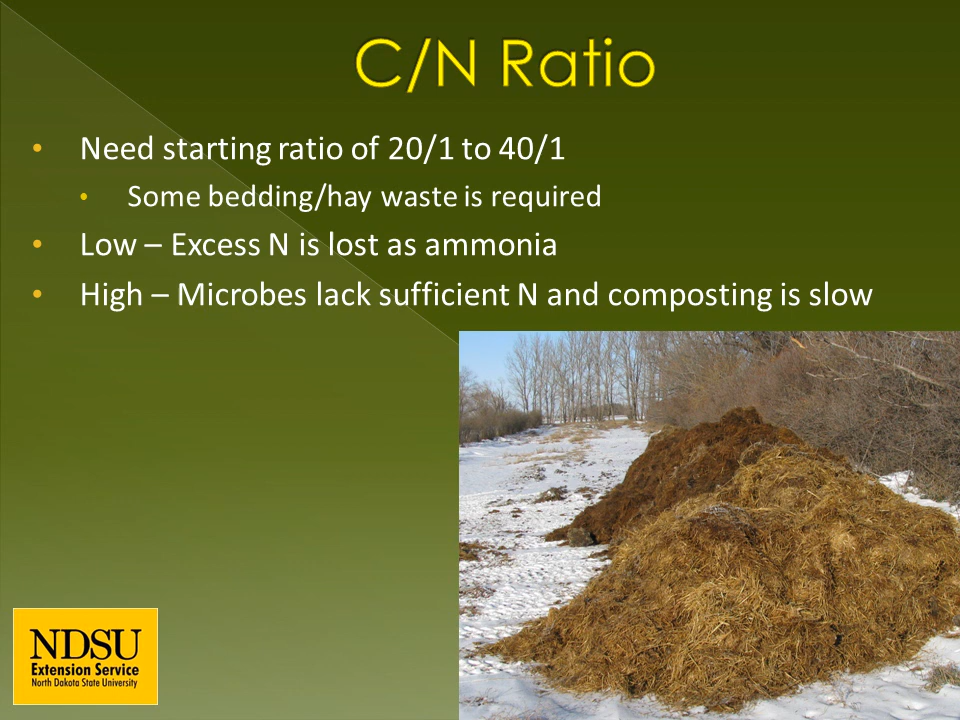 C/N Ratio
• Need starting ratio of 20/1 to 40/1
• Some bedding/hay waste is required
• Low – Excess N is lost as ammonia
• High – Microbes lack sufficient N and composting is slow
NDSU
Extension Service
North Dakota State University